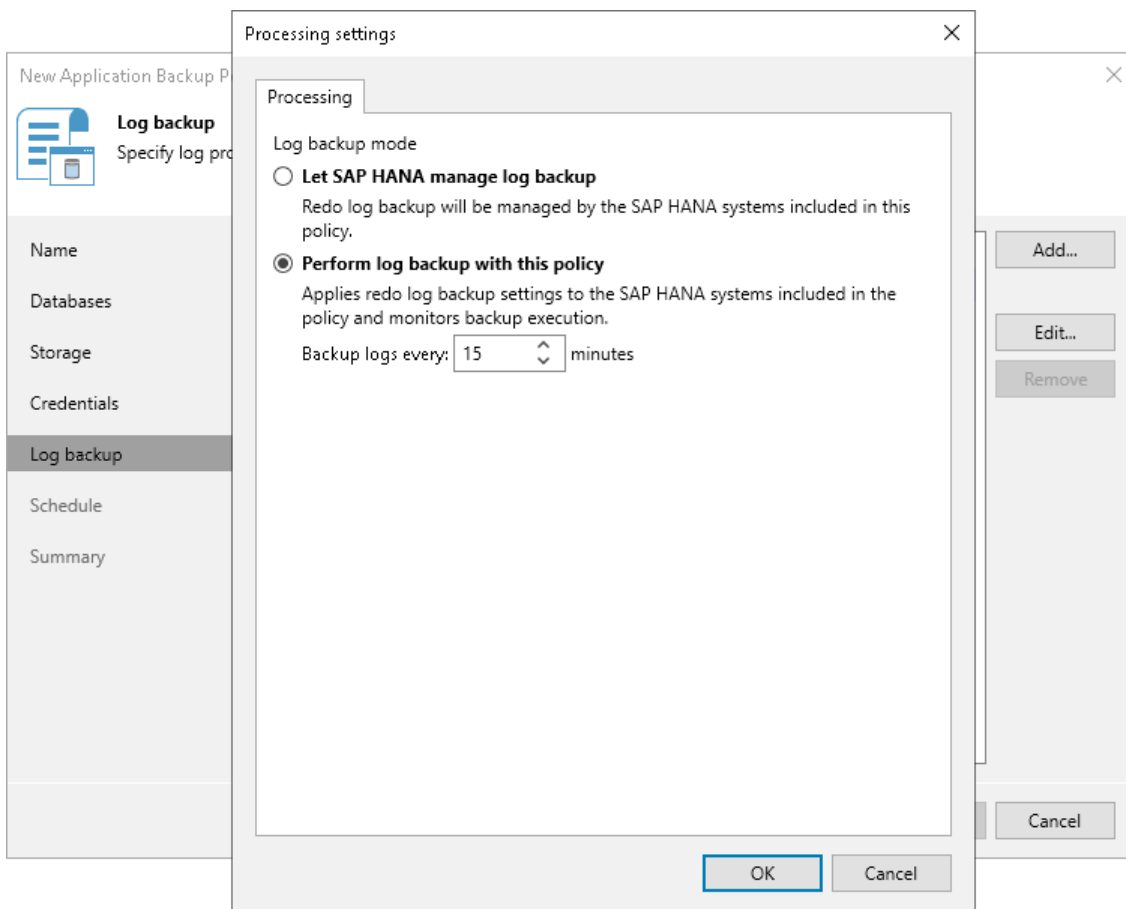 Processing settings
New Application Backup P
Log backup
Specify log pro
Name
Databases
Storage
Credentials
Log backup
Schedule
Summary
Processing
Log backup mode
Let SAP HANA manage log backup
Redo log backup will be managed by the SAP HANA systems included in this
policy.
Perform log backup with this policy
Applies redo log backup settings to the SAP HANA systems included in the
policy and monitors backup execution.
Backup logs every: 15 minutes
OK
Cancel
Add...
Edit...
Remove
Cancel